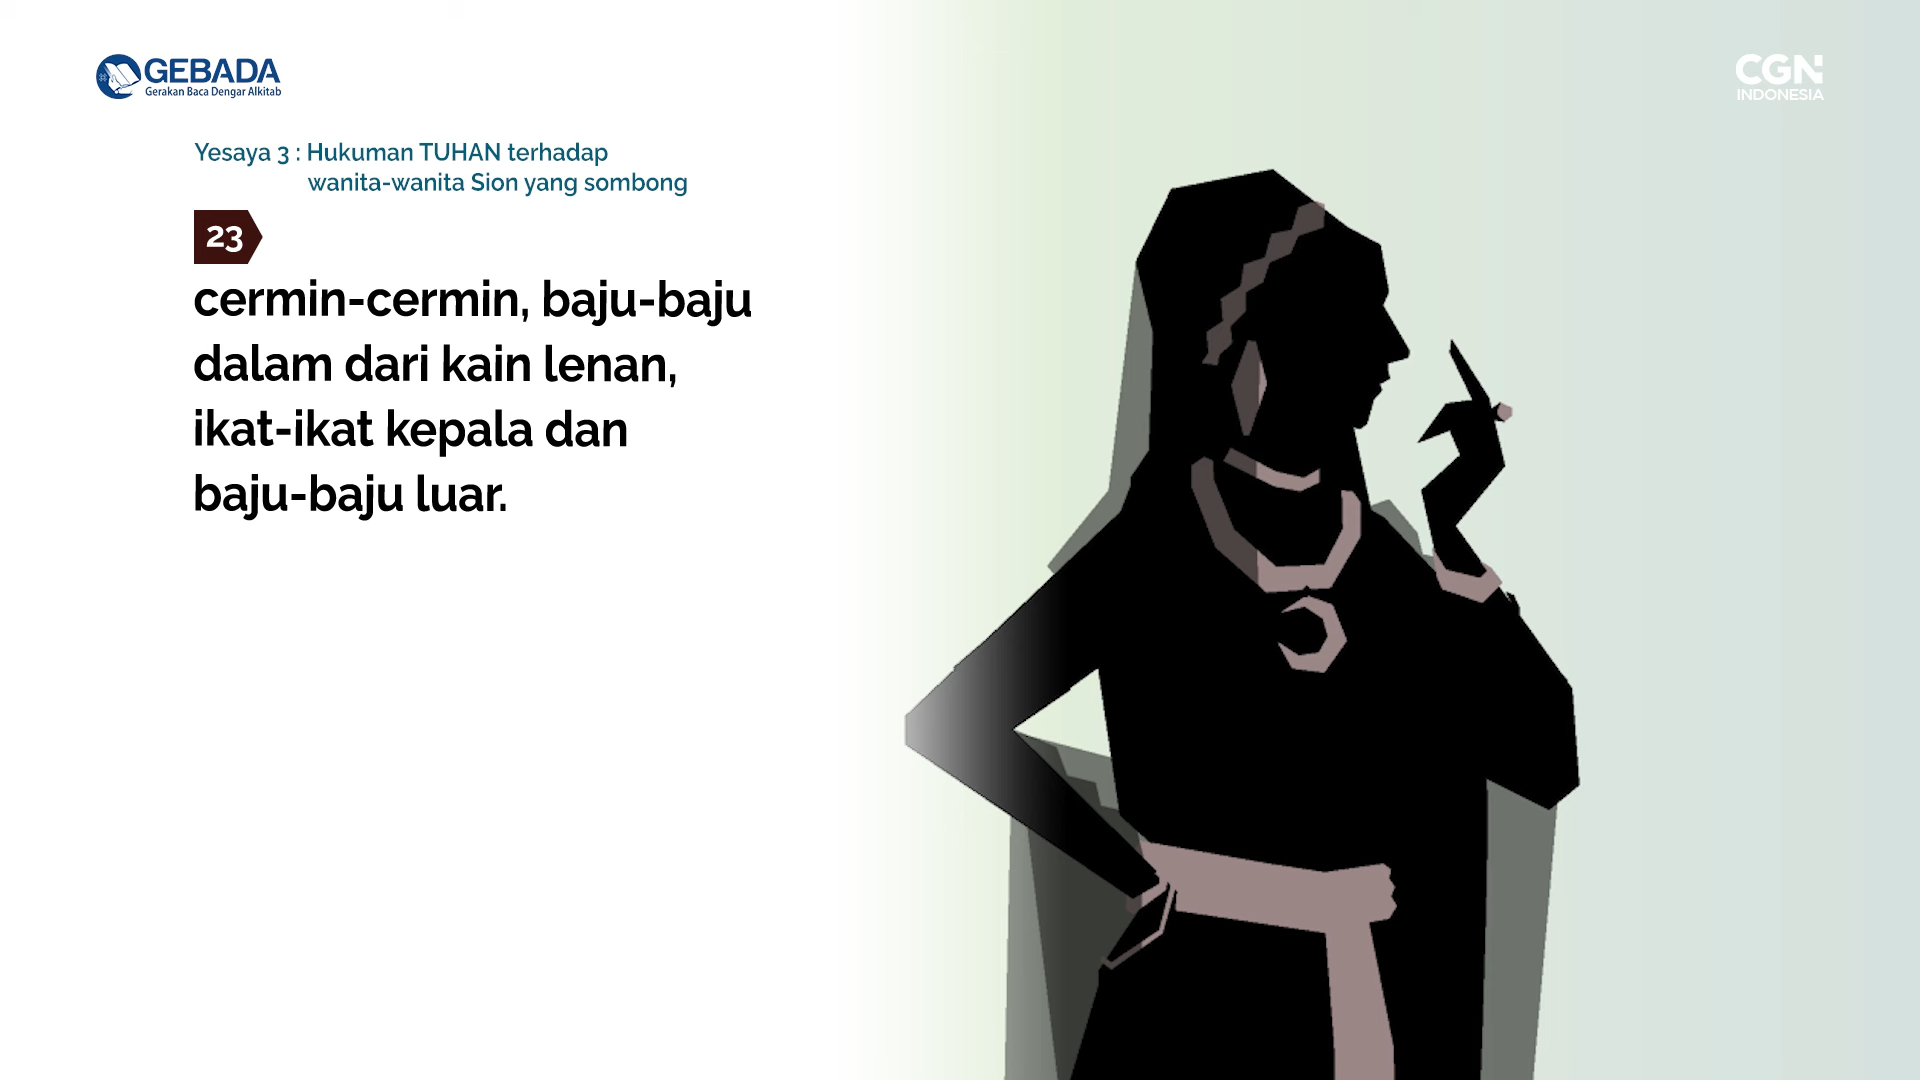 GEBADA
Gerakan Baca Dengar Alkitab
CGN
INDONESIA
Yesaya 3 : Hukuman TUHAN terhadap
wanita-wanita Sion yang sombong
23
cermin-cermin, baju-baju
dalam dari kain lenan,
ikat-ikat kepala dan
baju-baju luar.